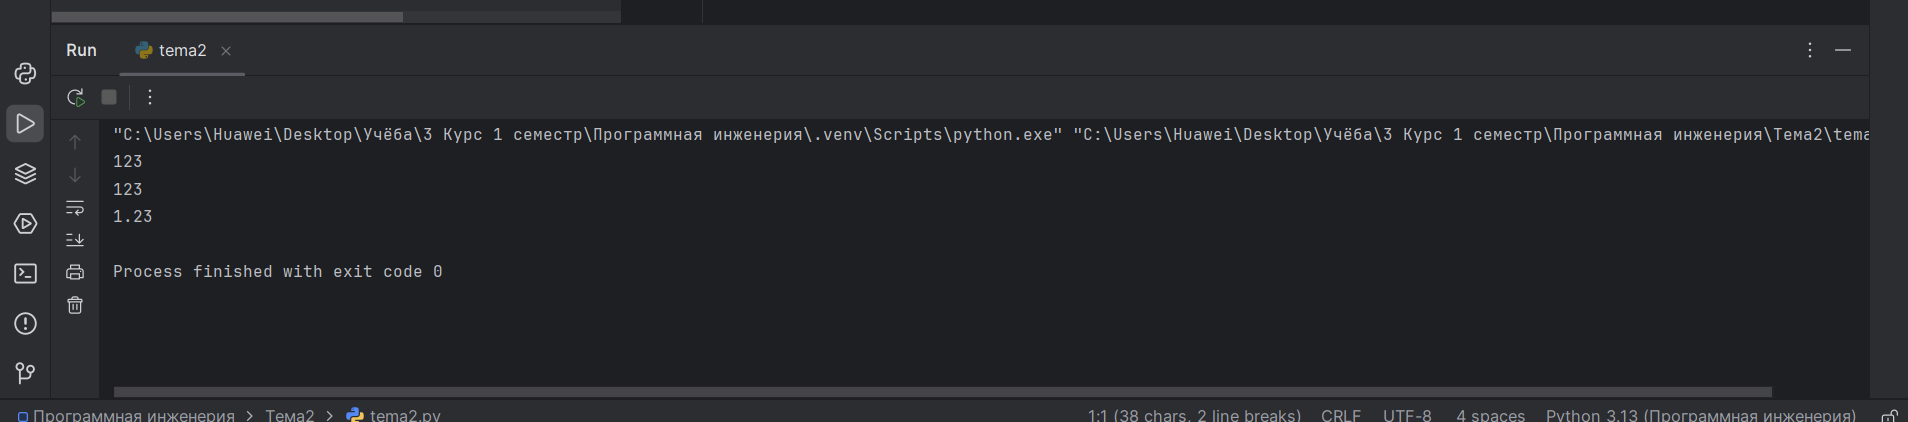 Run tema2
"C:\Users\Huawei\Desktop\Учёба\3 Курс 1 семестр\Программная инженерия\.venv\Scripts\python.exe" "C:\Users\Huawei\Desktop\Учёба\3 Курс 1 семестр\Программная инженерия\Тема2\tema
123
123
1.23
Process finished with exit code 0
Программная инженерия > Тема2 > tema2.py 1:1 (38 chars, 2 line breaks) CRLF UTF-8 4 spaces Python 3.13 (Программная инженерия)